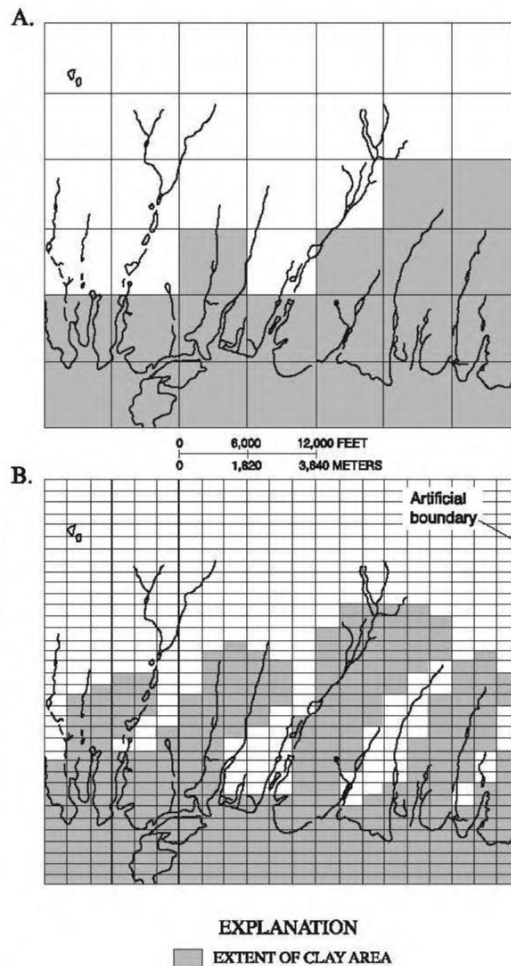 A.
0 6,000 12,000 FEET
0 1,820 3,640 METERS
B.
Artificial
boundary
EXPLANATION
EXTENT OF CLAY AREA